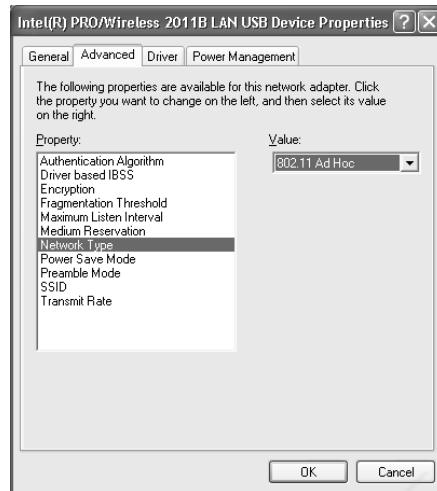 Intel(R) PRO/Wireless 2011B LAN USB Device Properties
General Advanced Driver Power Management
The following properties are available for this network adapter. Click
the property you want to change on the left, and then select its value
on the right.
Property:
Value:
Authentication Algorithm
Driver based IBSS
Encryption
Fragmentation Threshold
Maximum Listen Interval
Medium Reservation
Network Type
Power Save Mode
Preamble Mode
SSID
Transmit Rate
802.11 Ad Hoc
OK Cancel